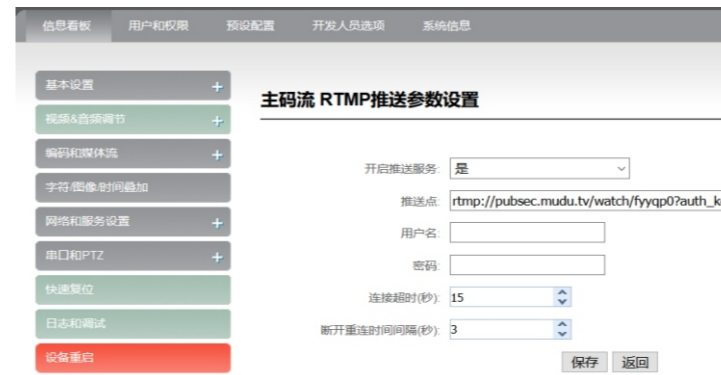 信息看板 用户和权限 预设配置 开发人员选项 系统信息
基本设置 +
视频&音频调节 +
编码和媒体流 +
字符/图像/时间叠加
网络和服务设置 +
串口和PTZ +
快速复位
日志和调试
设备重启
主码流 RTMP推送参数设置
开启推送服务: 是
推送点: rtmp://pubsec.mudu.tv/watch/fyyqp0?auth_k
用户名:
密码:
连接超时(秒): 15
断开重连时间间隔(秒): 3
保存 返回